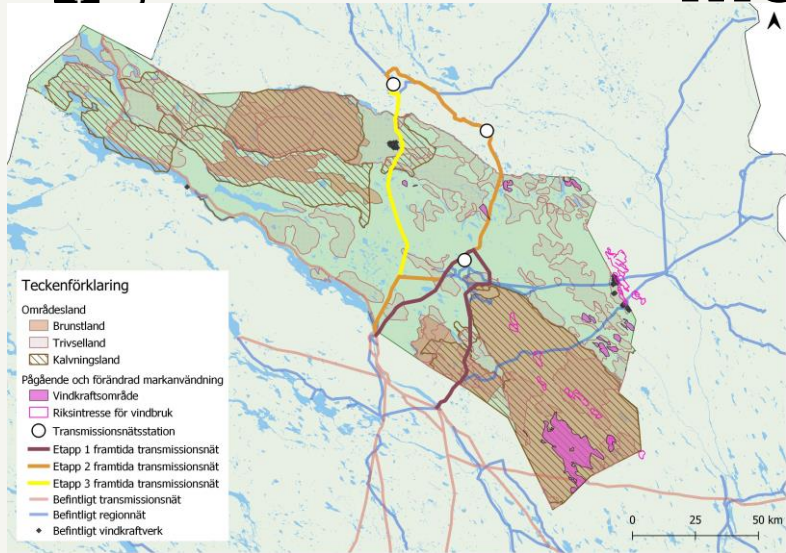 Teckenförklaring
Områdesland
Brunstland
Trivselland
Kalvningsland
Pågående och förändrad markanvändning
Vindkraftsområde
Riksintresse för vindbruk
Transmissionsnätsstation
Etapp 1 framtida transmissionsnät
Etapp 2 framtida transmissionsnät
Etapp 3 framtida transmissionsnät
Befintligt transmissionsnät
Befintligt regionnät
Befintligt vindkraftverk
0 25 50 km